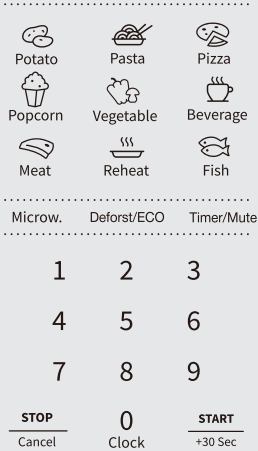 Potato Pasta Pizza
Popcorn Vegetable Beverage
Meat Reheat Fish
Microw. Deforst/ECO Timer/Mute
1 2 3
4 5 6
7 8 9
STOP 0 START
Cancel Clock +30 Sec